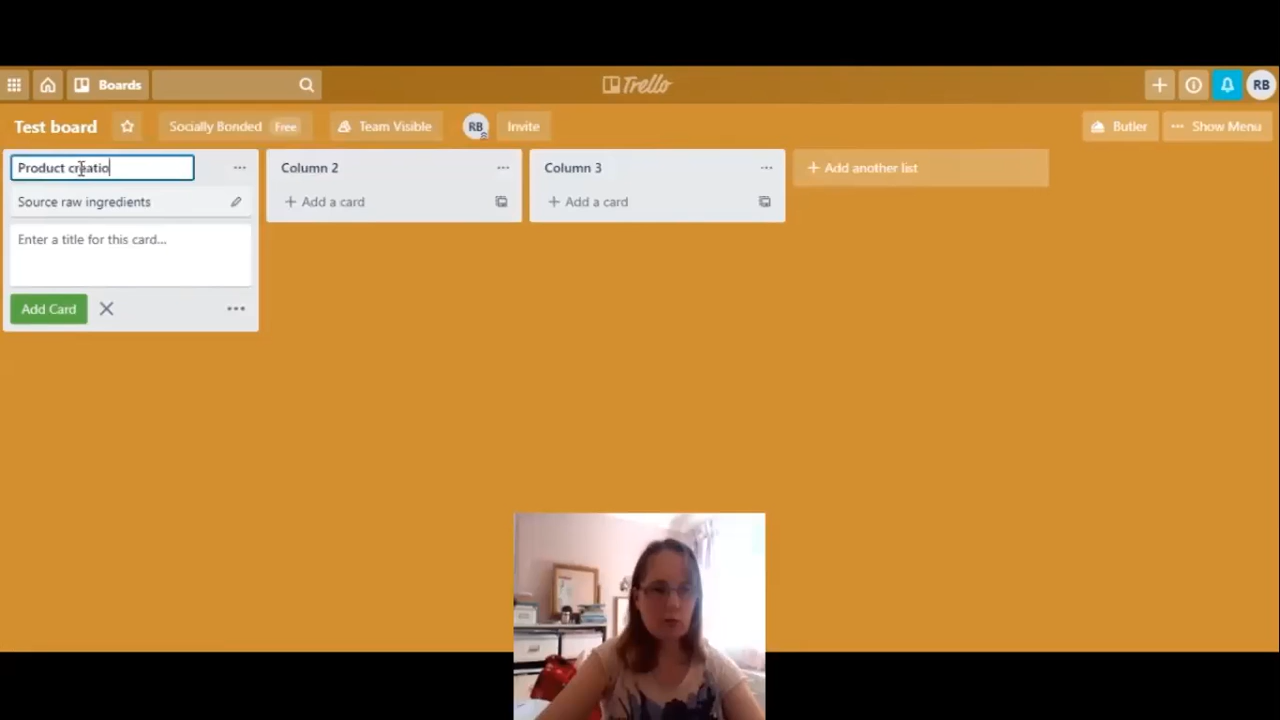 Boards
Trello
RB
Test board
Socially Bonded Free
Team Visible
RB
Invite
Butler
Show Menu
Product creatio
Source raw ingredients
Enter a title for this card...
Add Card
Column 2
Add a card
Column 3
Add a card
Add another list